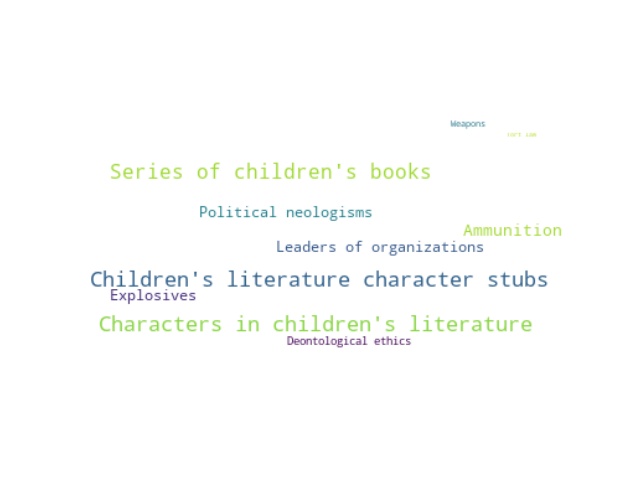 Weapons
Tort law
Series of children's books
Political neologisms
Ammunition
Leaders of organizations
Children's literature character stubs
Explosives
Characters in children's literature
Deontological ethics